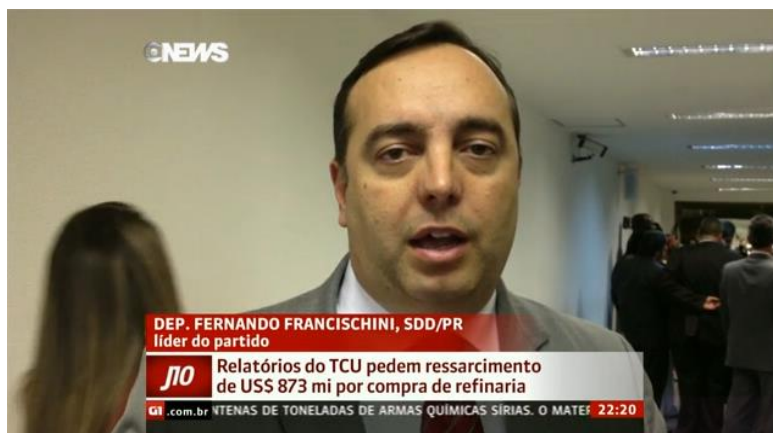 GNEWS
DEP. FERNANDO FRANCISCHINI, SDD/PR
líder do partido
J10
Relatórios do TCU pedem ressarcimento
de US$ 873 mi por compra de refinaria
G1 .com.br NTENAS DE TONELADAS DE ARMAS QUÍMICAS SÍRIAS. O MATER 22:20